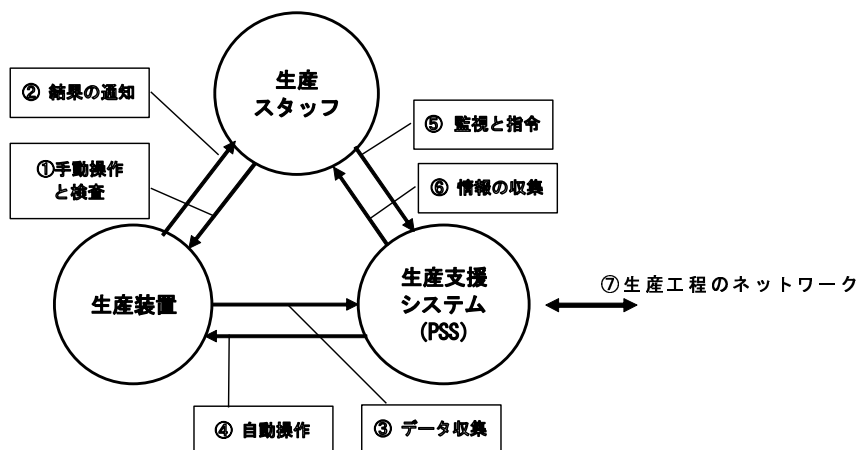 生産
スタッフ
② 結果の通知
⑤ 監視と指令
①手動操作
と検査
⑥ 情報の収集
生産装置
生産支援
システム
(PSS)
⑦生産工程のネットワーク
④ 自動操作
③ データ収集